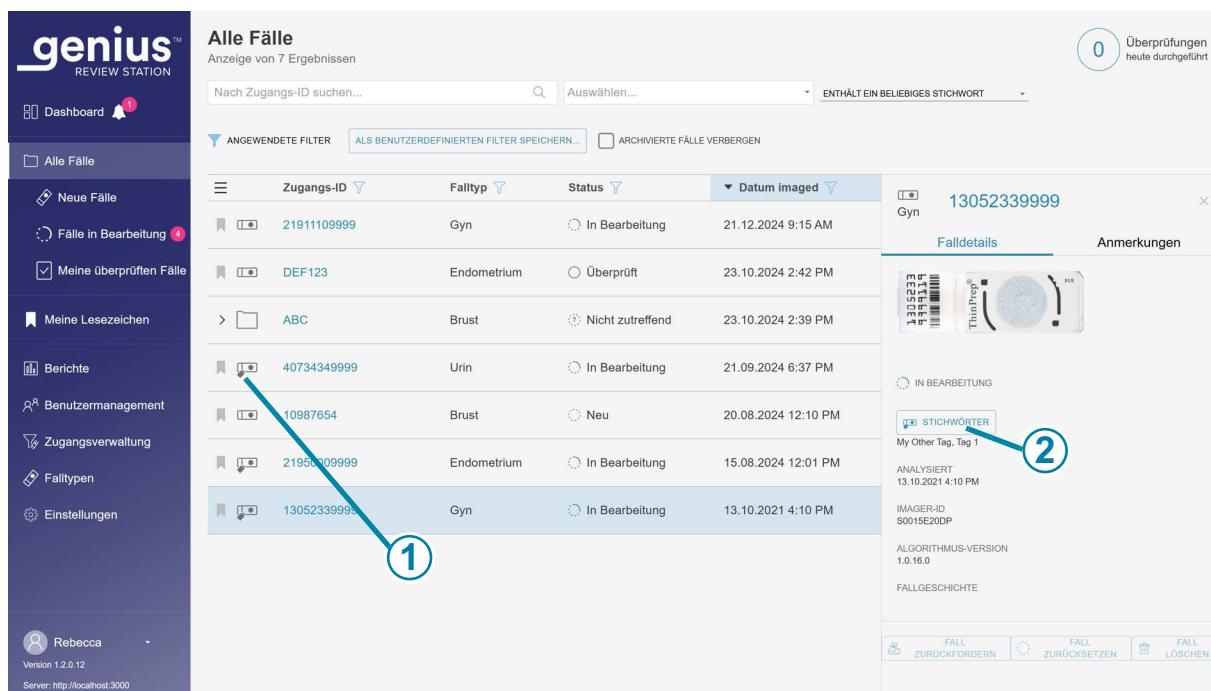 genius™
REVIEW STATION
Dashboard 1
Alle Fälle
Neue Fälle
Fälle in Bearbeitung 4
Meine überprüften Fälle
Meine Lesezeichen
Berichte
Benutzermanagement
Zugangsverwaltung
Falltypen
Einstellungen
Rebecca
Version 1.2.0.12
Server: http://localhost:3000
Alle Fälle
Anzeige von 7 Ergebnissen
0 Überprüfungen
heute durchgeführt
Nach Zugangs-ID suchen... Auswählen... ENTHÄLT EIN BELIEBIGES STICHWORT
ANGEWENDETE FILTER ALS BENUTZERDEFINIERTEN FILTER SPEICHERN... ARCHIVIERTE FÄLLE VERBERGEN
Zugangs-ID Falltyp Status Datum imaged
21911109999 Gyn In Bearbeitung 21.12.2024 9:15 AM
DEF123 Endometrium Überprüft 23.10.2024 2:42 PM
ABC Brust Nicht zutreffend 23.10.2024 2:39 PM
40734349999 Urin In Bearbeitung 21.09.2024 6:37 PM
10987654 Brust Neu 20.08.2024 12:10 PM
21950009999 Endometrium In Bearbeitung 15.08.2024 12:01 PM
13052339999 Gyn In Bearbeitung 13.10.2021 4:10 PM
1
Gyn 13052339999
Falldetails Anmerkungen
ThinPrep®
IN BEARBEITUNG
STICHWÖRTER
My Other Tag, Tag 1
2
ANALYSIERT
13.10.2021 4:10 PM
IMAGER-ID
S0015E20DP
ALGORITHMUS-VERSION
1.0.16.0
FALLGESCHICHTE
FALL
ZURÜCKFORDERN
FALL
ZURÜCKSETZEN
FALL
LÖSCHEN